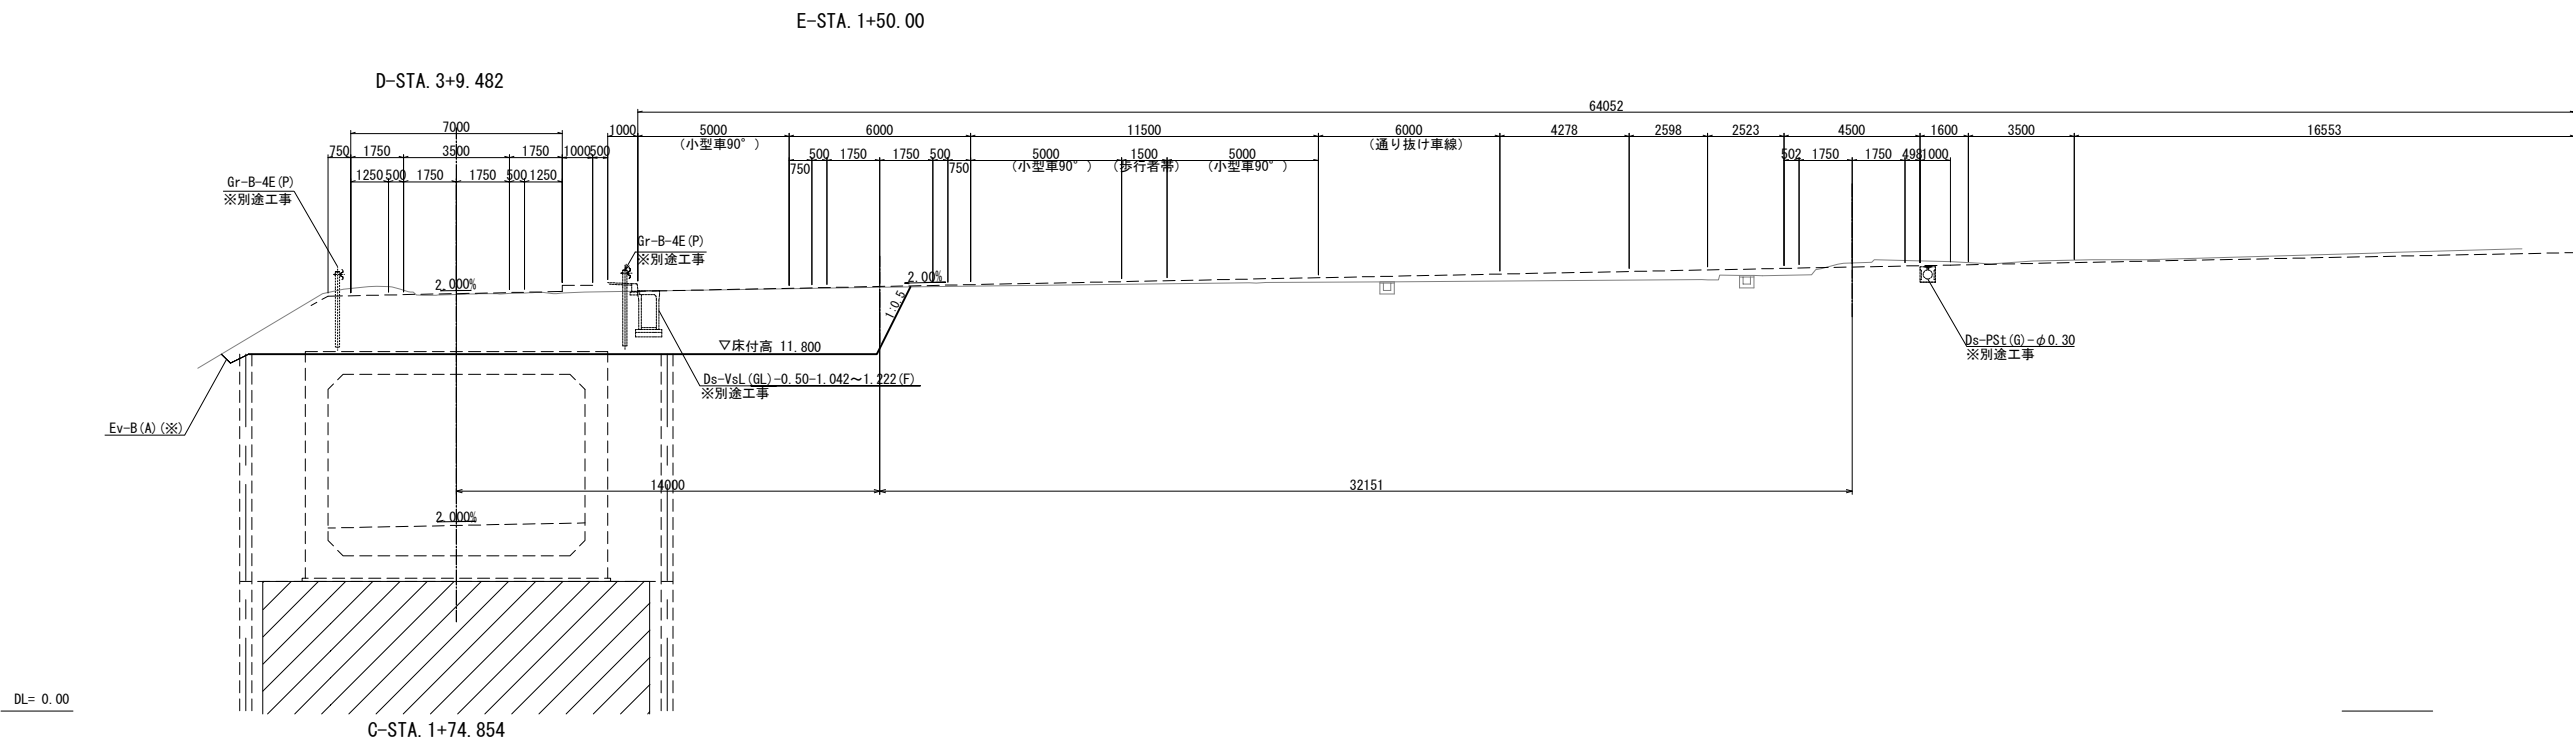 E-STA.1+50.00
D-STA.3+9.482
64052
7000
1000 5000 6000 11500 6000 4278 2598 2523 4500 1600 3500 16553
(小型車90°)
(通り抜け車線)
750 1750 3500 1750 1000 500
500 1750 1750 500 5000 1500 5000
502 1750 1750 498 1000
750 750
(小型車90°) (歩行者帯) (小型車90°)
1250 500 1750 1750 500 1250
Gr-B-4E(P)
※別途工事
Gr-B-4E(P)
※別途工事
2.000%
2.00%
1:0.5
▽床付高 11.800
Ds-PSt(G)-φ0.30
※別途工事
Ds-VsL(GL)-0.50-1.042～1.222(F)
※別途工事
Ev-B(A)(※)
14000
32151
2.000%
DL= 0.00
C-STA.1+74.854